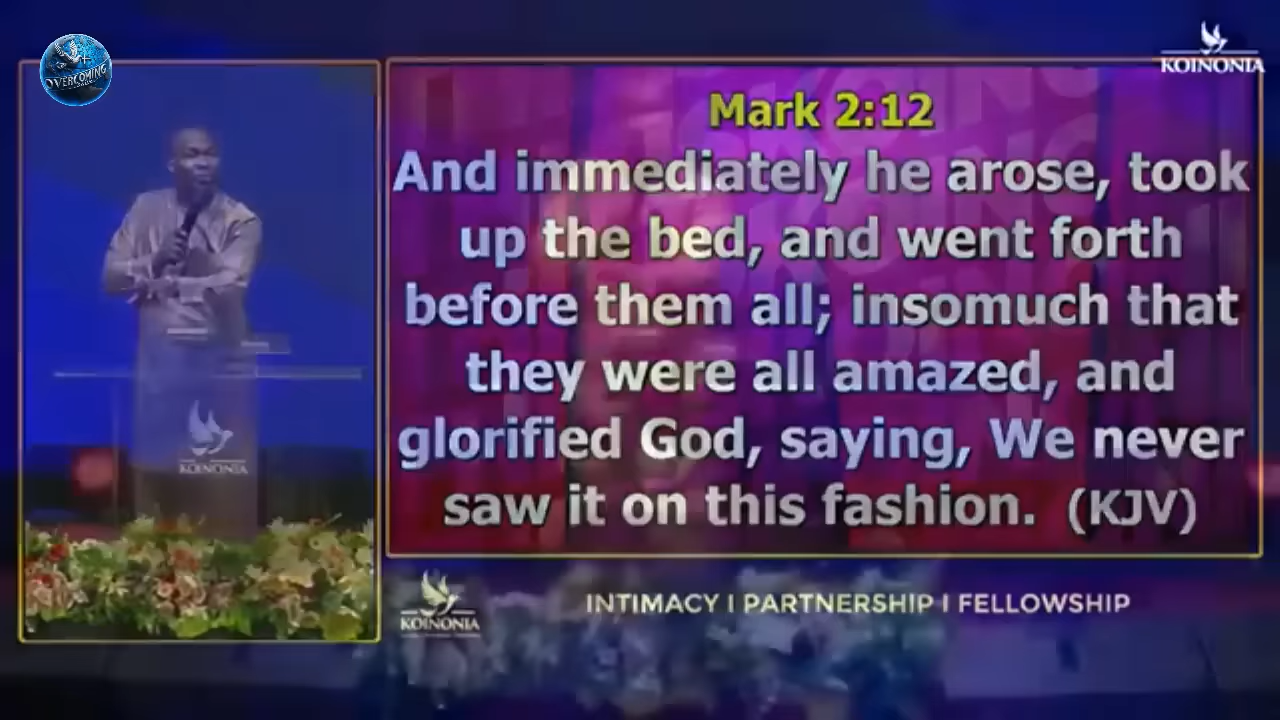 OVERCOMING
KOINONIA
Mark 2:12
And immediately he arose, took
up the bed, and went forth
before them all; insomuch that
they were all amazed, and
glorified God, saying, We never
saw it on this fashion. (KJV)
KOINONIA
KOINONIA
INTIMACY I PARTNERSHIP I FELLOWSHIP